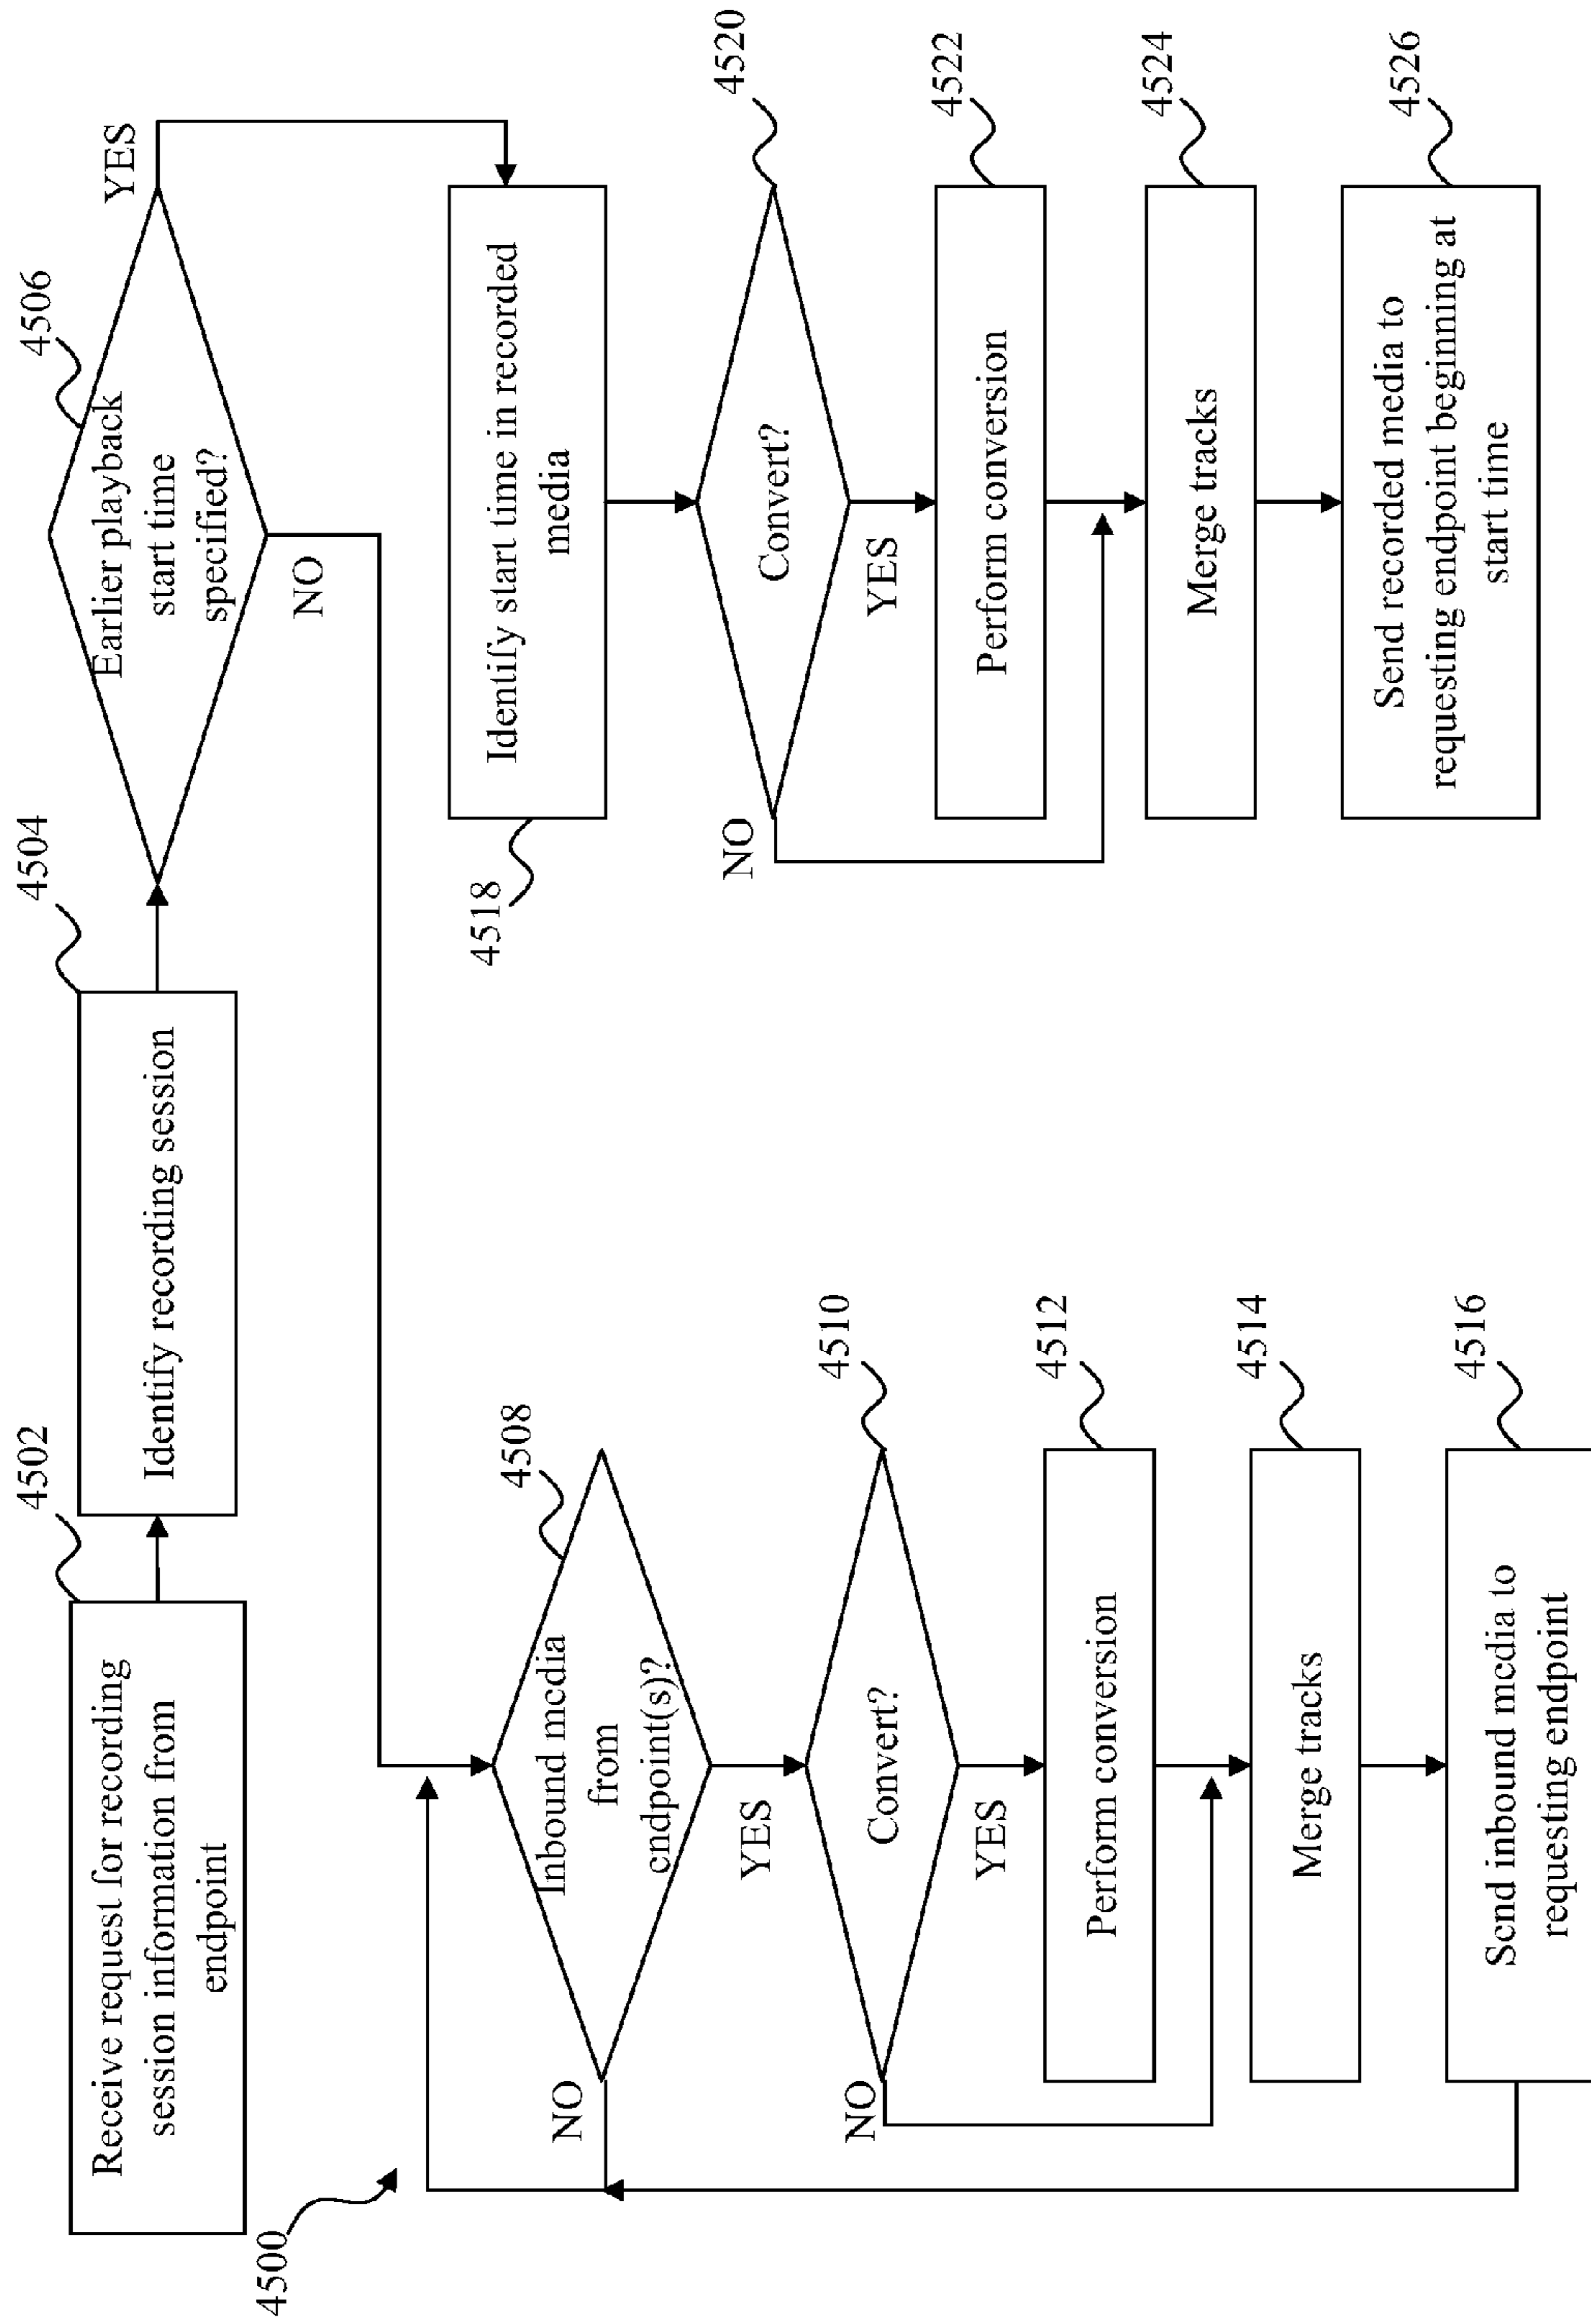 4500
4502
Receive request for recording
session information from
endpoint
4504
Identify recording session
4506
Earlier playback
start time
specified?
YES
NO
4508
Inbound media
from
endpoint(s)?
NO
YES
4510
Convert?
NO
YES
4512
Perform conversion
4514
Merge tracks
4516
Send inbound media to
requesting endpoint
4518
Identify start time in recorded
media
4520
Convert?
NO
YES
4522
Perform conversion
4524
Merge tracks
4526
Send recorded media to
requesting endpoint beginning at
start time